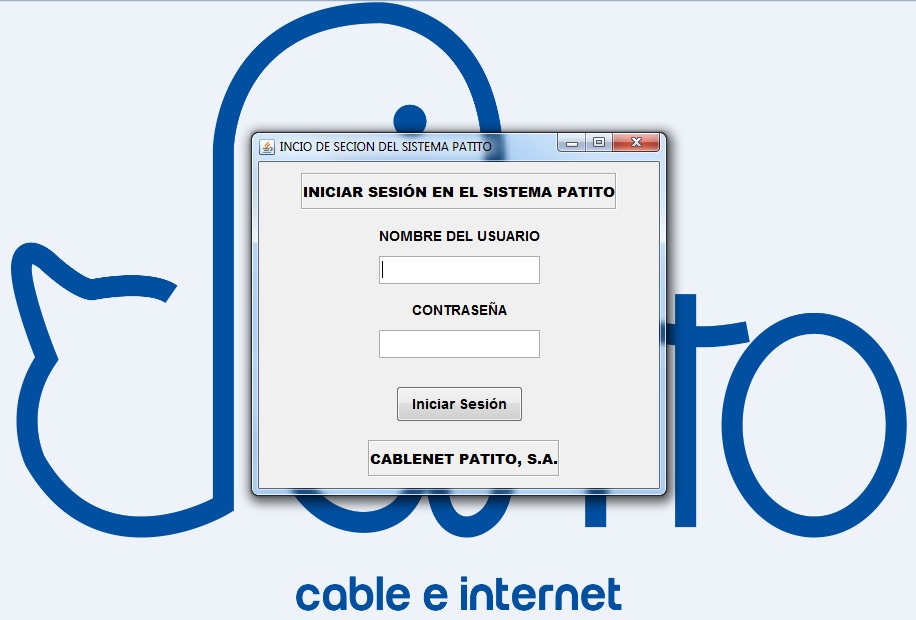 INCIO DE SECION DEL SISTEMA PATITO
INICIAR SESIÓN EN EL SISTEMA PATITO
NOMBRE DEL USUARIO
CONTRASEÑA
Iniciar Sesión
CABLENET PATITO, S.A.
cable e internet